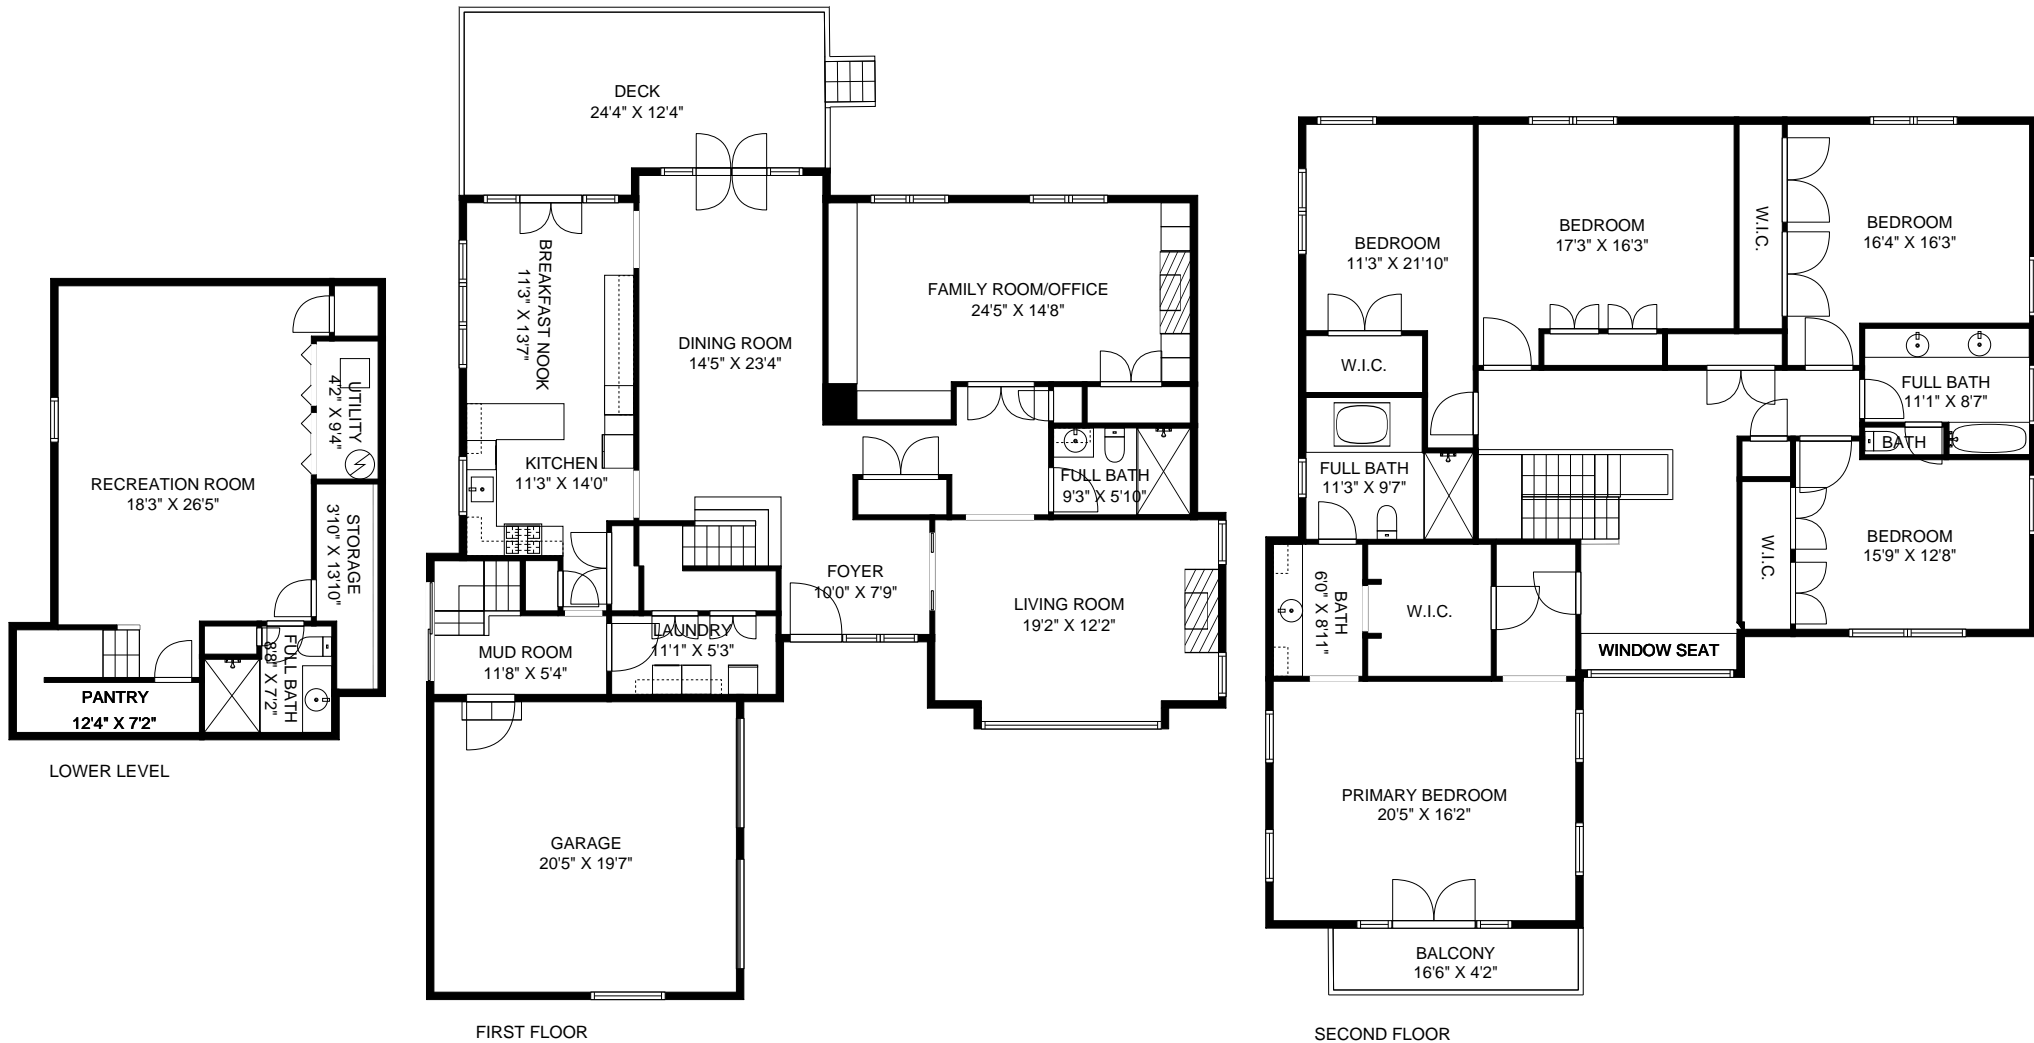 RECREATION ROOM
18'3" X 26'5"
UTILITY
4'2" X 9'4"
STORAGE
3'10" X 13'10"
FULL BATH
8'8" X 7'2"
PANTRY
12'4" X 7'2"
LOWER LEVEL
DECK
24'4" X 12'4"
BREAKFAST NOOK
11'3" X 13'7"
DINING ROOM
14'5" X 23'4"
FAMILY ROOM/OFFICE
24'5" X 14'8"
KITCHEN
11'3" X 14'0"
FULL BATH
9'3" X 5'10"
FOYER
10'0" X 7'9"
LIVING ROOM
19'2" X 12'2"
MUD ROOM
11'8" X 5'4"
LAUNDRY
11'1" X 5'3"
GARAGE
20'5" X 19'7"
FIRST FLOOR
BEDROOM
11'3" X 21'10"
BEDROOM
17'3" X 16'3"
W.I.C.
BEDROOM
16'4" X 16'3"
W.I.C.
FULL BATH
11'1" X 8'7"
BATH
FULL BATH
11'3" X 9'7"
BEDROOM
15'9" X 12'8"
W.I.C.
BATH
6'0" X 8'11"
W.I.C.
WINDOW SEAT
PRIMARY BEDROOM
20'5" X 16'2"
BALCONY
16'6" X 4'2"
SECOND FLOOR